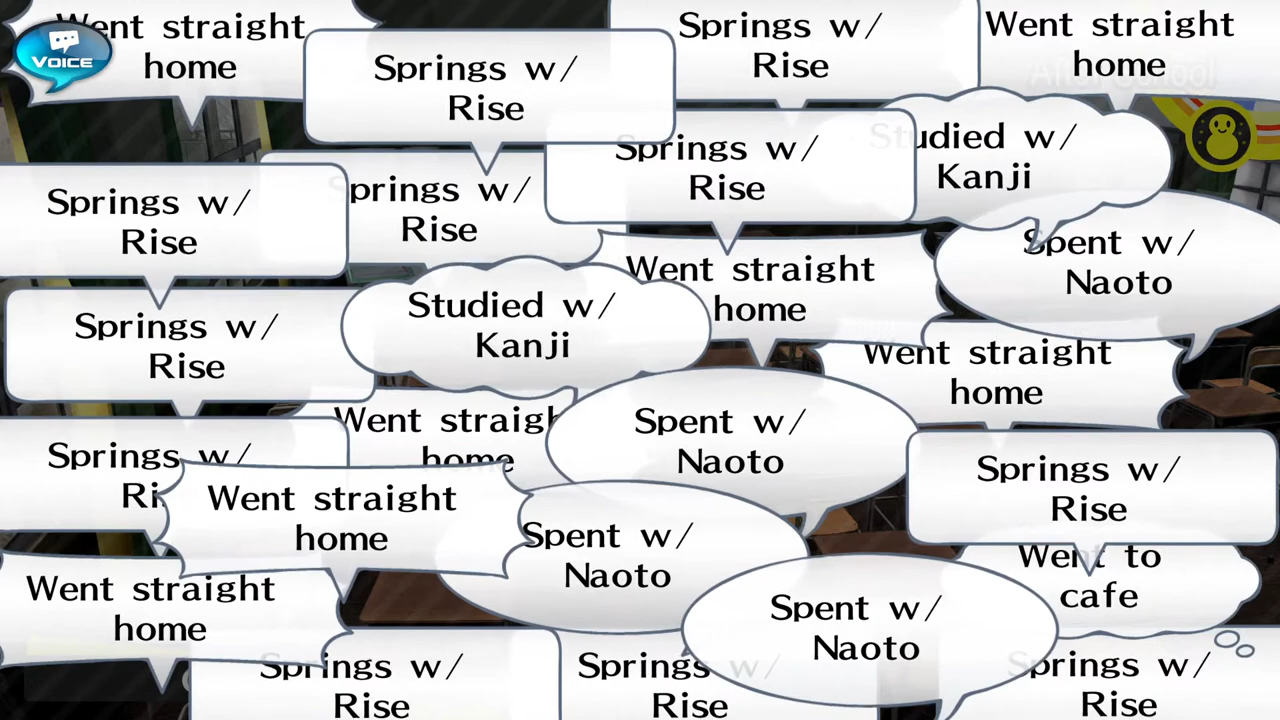 Went straight
home
VOICE
Springs w/
Rise
Springs w/
Rise
Went straight
home
After School
Springs w/
Rise
Studied w/
Kanji
Springs w/
Rise
Springs w/
Rise
Went straight
home
Spent w/
Naoto
Springs w/
Rise
Studied w/
Kanji
Went straight
home
Went straigh
home
Spent w/
Naoto
Springs w/
Ri
Went straight
home
Springs w/
Rise
Spent w/
Naoto
Went to
cafe
Went straight
home
Spent w/
Naoto
Springs w/
Rise
Springs w/
Rise
Springs w/
Rise